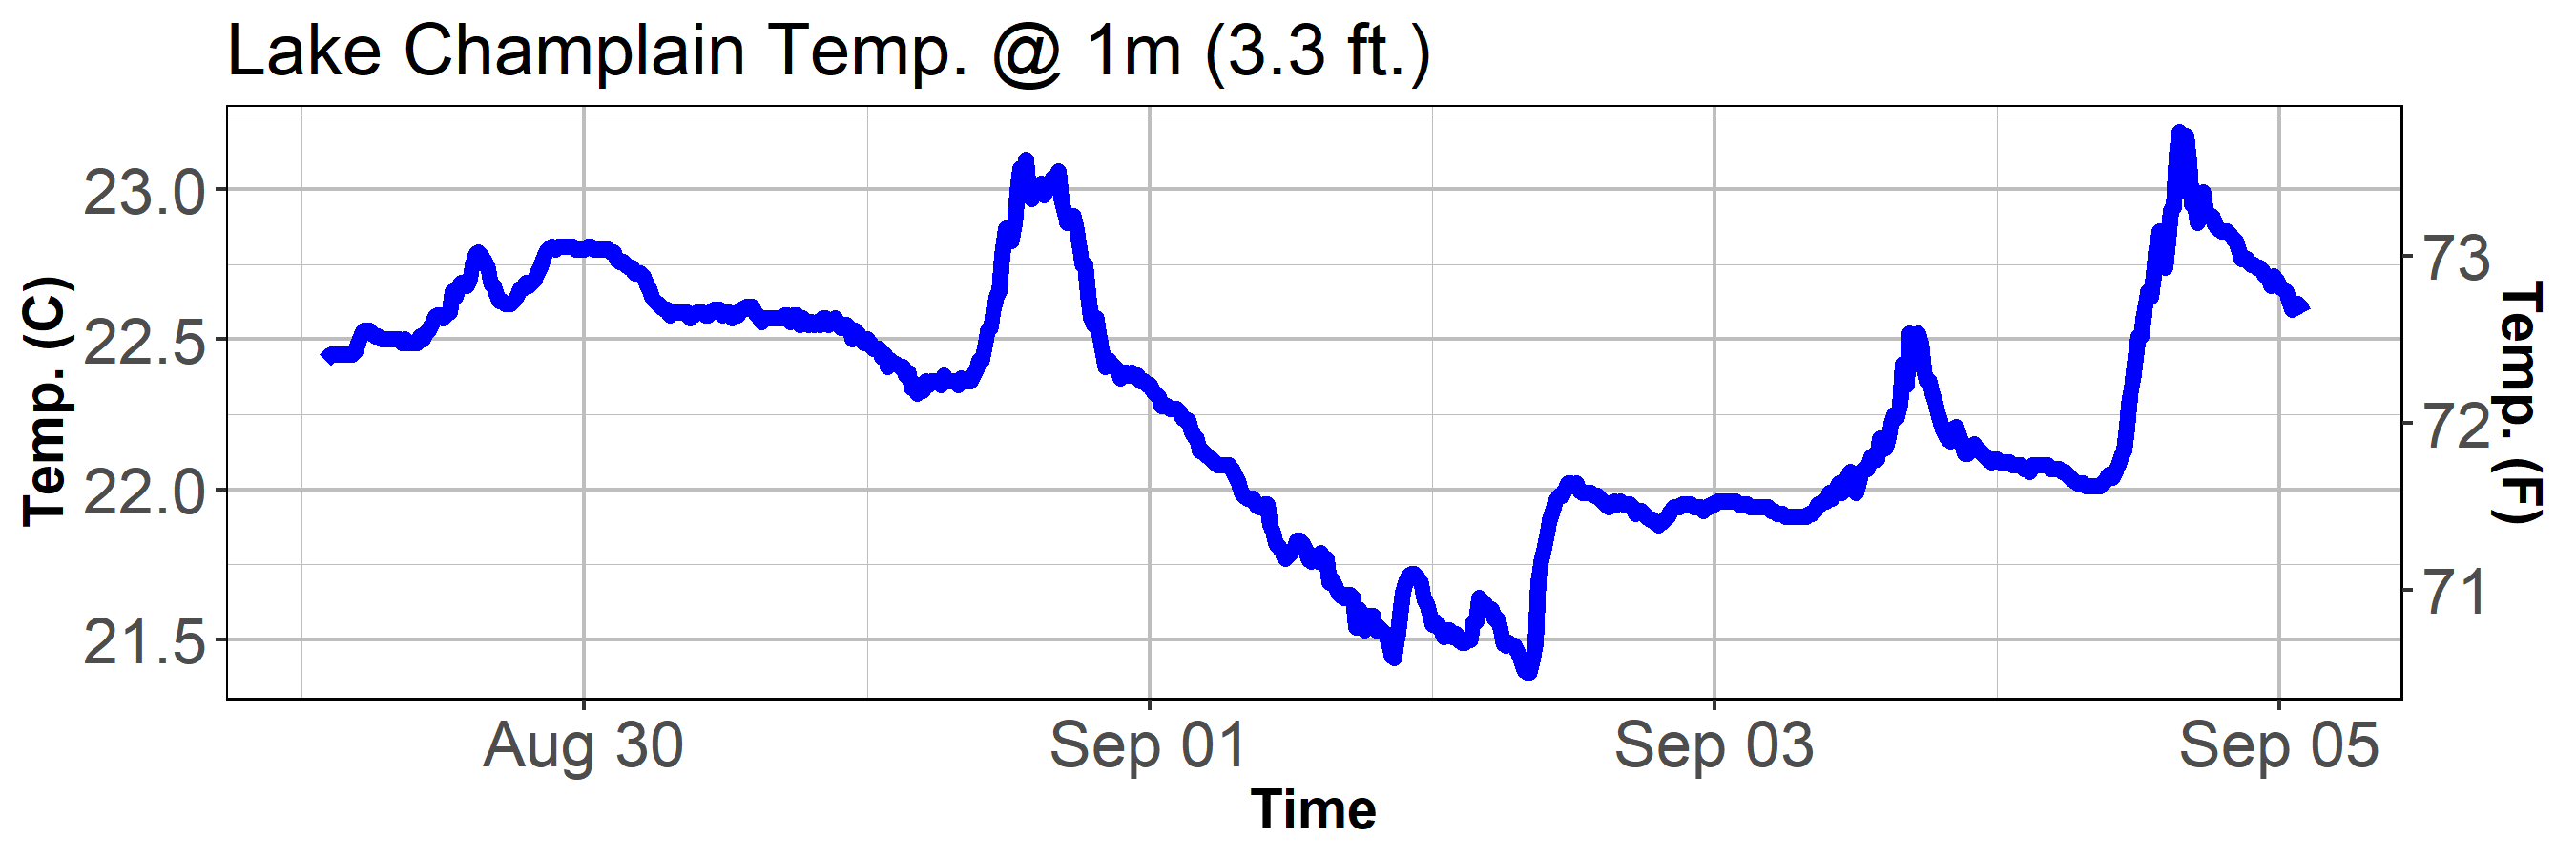 Lake Champlain Temp. @ 1m (3.3 ft.)
Temp. (C)
23.0
22.5
22.0
21.5
73
72
71
Temp. (F)
Aug 30
Sep 01
Sep 03
Sep 05
Time